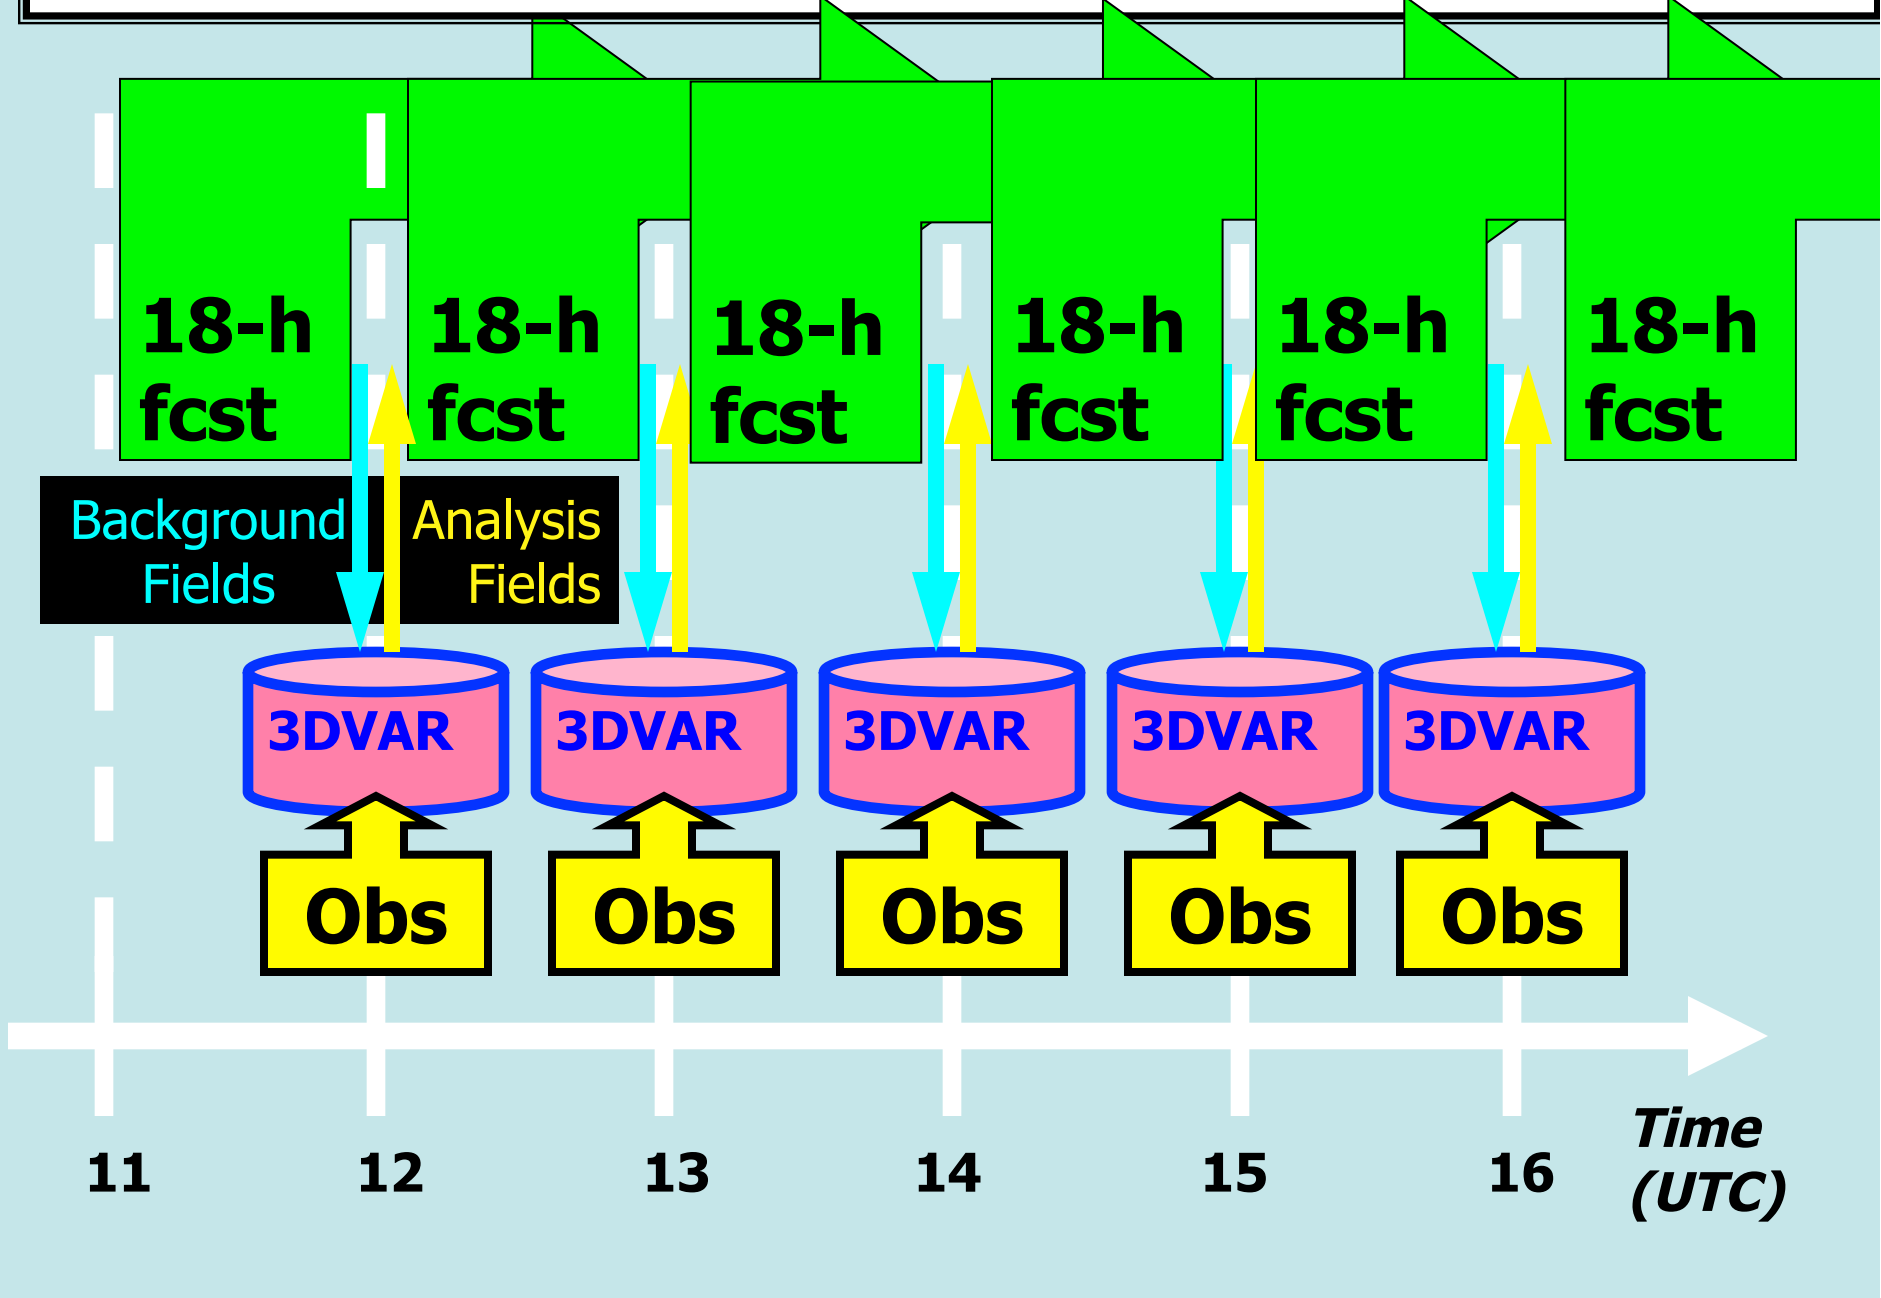 18-h
fcst
18-h
fcst
18-h
fcst
18-h
fcst
18-h
fcst
18-h
fcst
Background
Fields
Analysis
Fields
3DVAR
3DVAR
3DVAR
3DVAR
3DVAR
Obs
Obs
Obs
Obs
Obs
11
12
13
14
15
16
Time
(UTC)